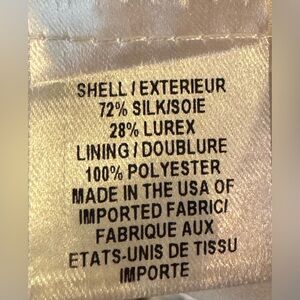 SHELL / EXTERIEUR
72% SILK/SOIE
28% LUREX
LINING / DOUBLURE
100% POLYESTER
MADE IN THE USA OF
IMPORTED FABRIC/
FABRIQUE AUX
ETATS-UNIS DE TISSU
IMPORTE